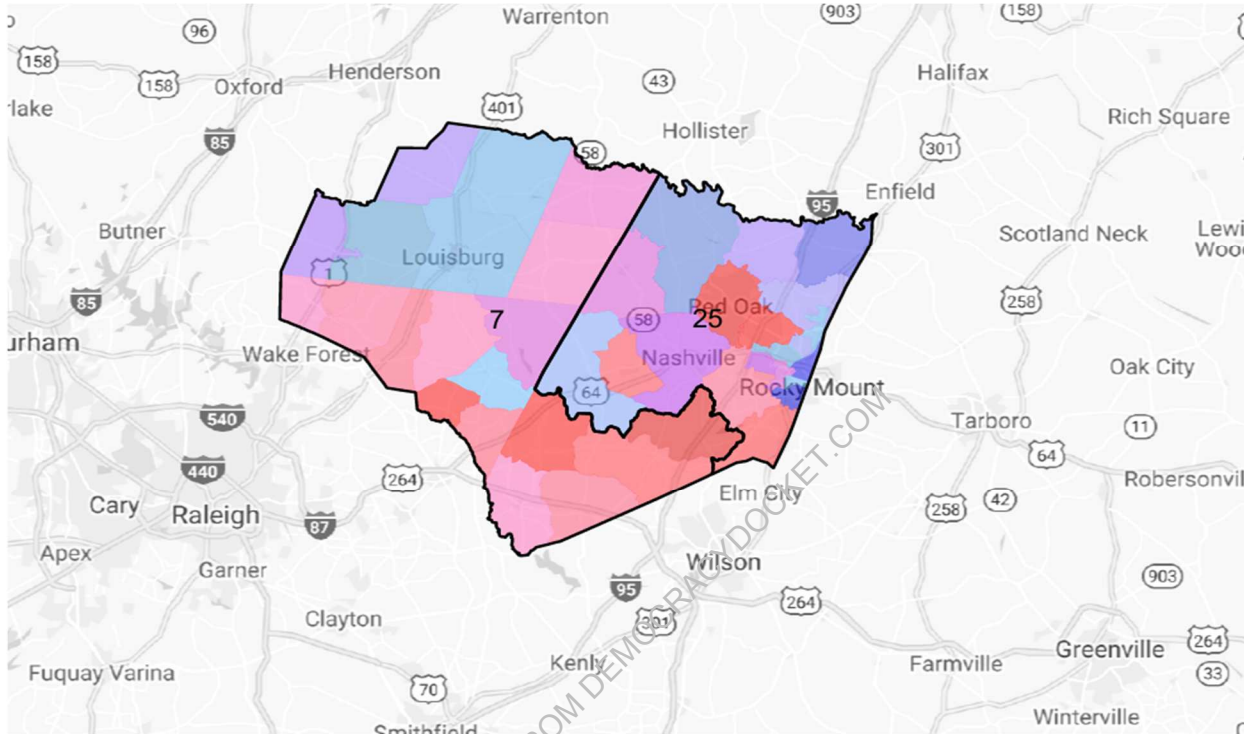 Warrenton
903
158
96
158
158
Henderson
43
Halifax
Oxford
rlake
401
Rich Square
85
Hollister
301
58
95
Enfield
Butner
Scotland Neck
Louisburg
1
85
258
Red Oak
7
58
25
urham
Wake Forest
Nashville
Oak City
64
Rocky Mount
540
Tarboro
11
440
264
64
Robersonvil
Cary
Raleigh
87
Elm City
258
42
Apex
Garner
Wilson
95
264
903
Clayton
301
Greenville
264
Kenly
Farmville
Fuquay Varina
70
33
Smithfield
Winterville
OM DEMOCRACYDOCKET.COM